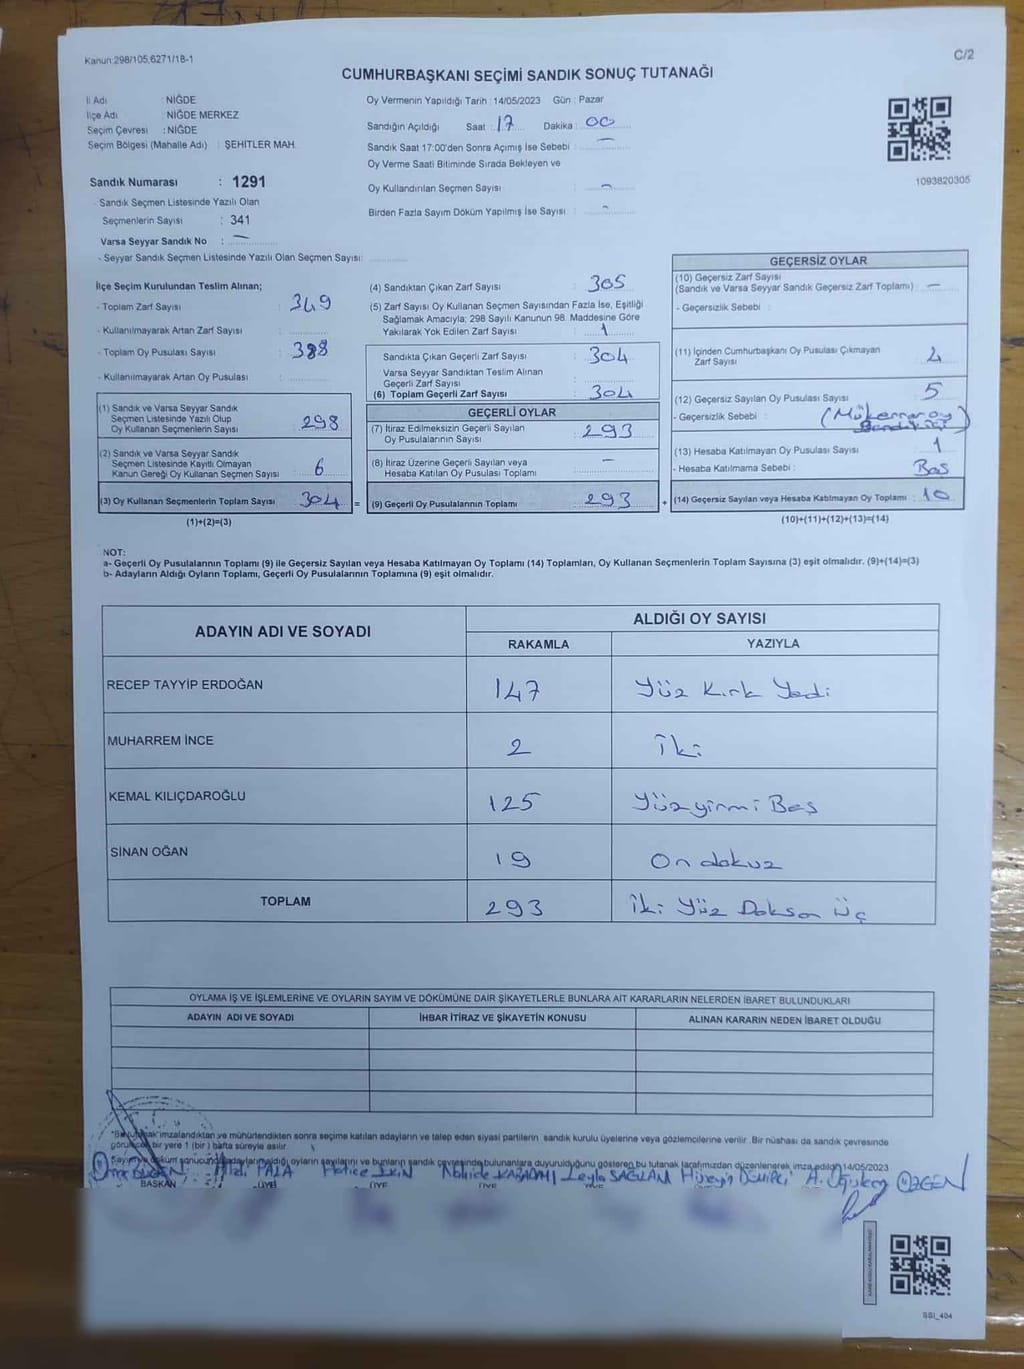 Kanun:298/105,6271/18-1
C/2
CUMHURBAŞKANI SEÇİMİ SANDIK SONUÇ TUTANAĞI
İl Adı : NİĞDE
İlçe Adı : NİĞDE MERKEZ
Seçim Çevresi : NİĞDE
Seçim Bölgesi (Mahalle Adı) : ŞEHİTLER MAH.
Sandık Numarası : 1291
- Sandık Seçmen Listesinde Yazılı Olan
Seçmenlerin Sayısı : 341
Varsa Seyyar Sandık No : —
- Seyyar Sandık Seçmen Listesinde Yazılı Olan Seçmen Sayısı:
Oy Vermenin Yapıldığı Tarih : 14/05/2023 Gün : Pazar
Sandığın Açıldığı Saat : 17 Dakika : 00
Sandık Saat 17:00'den Sonra Açımış İse Sebebi : —
Oy Verme Saati Bitiminde Sırada Bekleyen ve
Oy Kullandırılan Seçmen Sayısı : —
Birden Fazla Sayım Döküm Yapılmış İse Sayısı : -
1093820305
İlçe Seçim Kurulundan Teslim Alınan;
- Toplam Zarf Sayısı : 349
- Kullanılmayarak Artan Zarf Sayısı :
- Toplam Oy Pusulası Sayısı : 388
- Kullanılmayarak Artan Oy Pusulası :
(1) Sandık ve Varsa Seyyar Sandık
Seçmen Listesinde Yazılı Olup
Oy Kullanan Seçmenlerin Sayısı : 298
(2) Sandık ve Varsa Seyyar Sandık
Seçmen Listesinde Kayıtlı Olmayan
Kanun Gereği Oy Kullanan Seçmen Sayısı : 6
(3) Oy Kullanan Seçmenlerin Toplam Sayısı : 304 =
(1)+(2)=(3)
(4) Sandıktan Çıkan Zarf Sayısı : 305
(5) Zarf Sayısı Oy Kullanan Seçmen Sayısından Fazla İse, Eşitliği
Sağlamak Amacıyla; 298 Sayılı Kanunun 98. Maddesine Göre
Yakılarak Yok Edilen Zarf Sayısı : 1
Sandıkta Çıkan Geçerli Zarf Sayısı : 304
Varsa Seyyar Sandıktan Teslim Alınan
Geçerli Zarf Sayısı :
(6) Toplam Geçerli Zarf Sayısı : 304
GEÇERLİ OYLAR
(7) İtiraz Edilmeksizin Geçerli Sayılan
Oy Pusulalarının Sayısı : 293
(8) İtiraz Üzerine Geçerli Sayılan veya
Hesaba Katılan Oy Pusulası Toplamı : —
(9) Geçerli Oy Pusulalarının Toplamı : 293 +
GEÇERSİZ OYLAR
(10) Geçersiz Zarf Sayısı
(Sandık ve Varsa Seyyar Sandık Geçersiz Zarf Toplamı) : —
- Geçersizlik Sebebi :
(11) İçinden Cumhurbaşkanı Oy Pusulası Çıkmayan
Zarf Sayısı : 4
(12) Geçersiz Sayılan Oy Pusulası Sayısı : 5
- Geçersizlik Sebebi : (Mükerrer oy
(13) Hesaba Katılmayan Oy Pusulası Sayısı : 1
- Hesaba Katılmama Sebebi : Boş
(14) Geçersiz Sayılan veya Hesaba Katılmayan Oy Toplamı : 10
(10)+(11)+(12)+(13)=(14)
NOT:
a- Geçerli Oy Pusulalarının Toplamı (9) ile Geçersiz Sayılan veya Hesaba Katılmayan Oy Toplamı (14) Toplamları, Oy Kullanan Seçmenlerin Toplam Sayısına (3) eşit olmalıdır. (9)+(14)=(3)
b- Adayların Aldığı Oyların Toplamı, Geçerli Oy Pusulalarının Toplamına (9) eşit olmalıdır.
ADAYIN ADI VE SOYADI
ALDIĞI OY SAYISI
RAKAMLA YAZIYLA
RECEP TAYYİP ERDOĞAN 147 Yüz Kırk Yedi
MUHARREM İNCE 2 İki
KEMAL KILIÇDAROĞLU 125 Yüzyirmi Beş
SİNAN OĞAN 19 On dokuz
TOPLAM 293 İki Yüz Doksan Üç
OYLAMA İŞ VE İŞLEMLERİNE VE OYLARIN SAYIM VE DÖKÜMÜNE DAİR ŞİKAYETLERLE BUNLARA AİT KARARLARIN NELERDEN İBARET BULUNDUKLARI
ADAYIN ADI VE SOYADI İHBAR İTİRAZ VE ŞİKAYETİN KONUSU ALINAN KARARIN NEDEN İBARET OLDUĞU
imzalandıktan ve mühürlendikten sonra seçime katılan adayların ve talep eden siyasi partilerin sandık kurulu üyelerine veya gözlemcilerine verilir. Bir nüshası da sandık çevresinde
bir yere 1 (bir) hafta süreyle asılır.
oyların sayılarını ve bunların sandık çevresinde bulunanlara duyurulduğunu gösteren bu tutanak tarafımızdan düzenlenerek imza edildi. 14/05/2023
PALA Hatice Nahide KARADAĞ Leyla SAĞLAM Hüseyin ÖZGEN
BAŞKAN ÜYE ÜYE ÜYE ÜYE
SSI_404